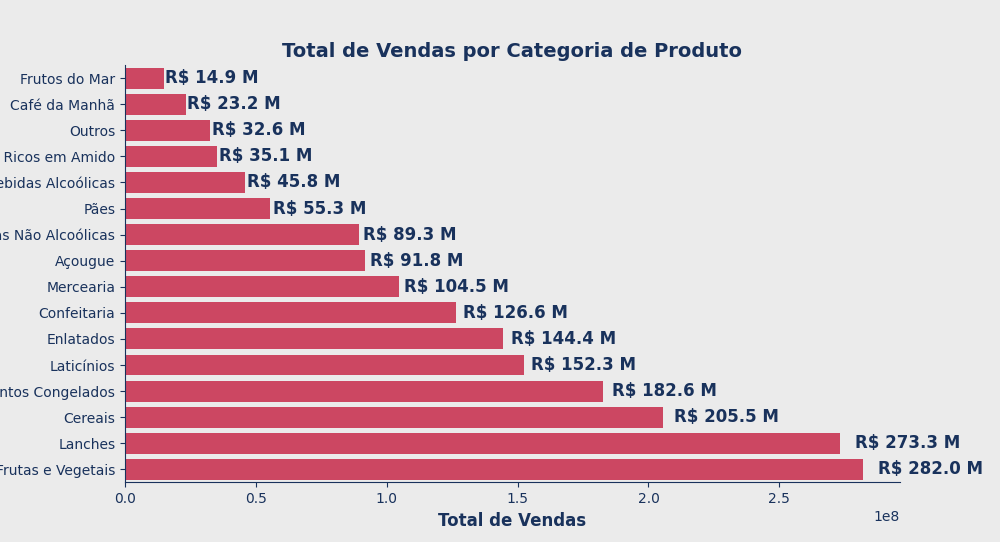 Total de Vendas por Categoria de Produto
Frutos do Mar R$ 14.9 M
Café da Manhã R$ 23.2 M
Outros R$ 32.6 M
Ricos em Amido R$ 35.1 M
ebidas Alcoólicas R$ 45.8 M
Pães R$ 55.3 M
as Não Alcoólicas R$ 89.3 M
Açougue R$ 91.8 M
Mercearia R$ 104.5 M
Confeitaria R$ 126.6 M
Enlatados R$ 144.4 M
Laticínios R$ 152.3 M
ntos Congelados R$ 182.6 M
Cereais R$ 205.5 M
Lanches R$ 273.3 M
Frutas e Vegetais R$ 282.0 M
0.0 0.5 1.0 1.5 2.0 2.5
1e8
Total de Vendas